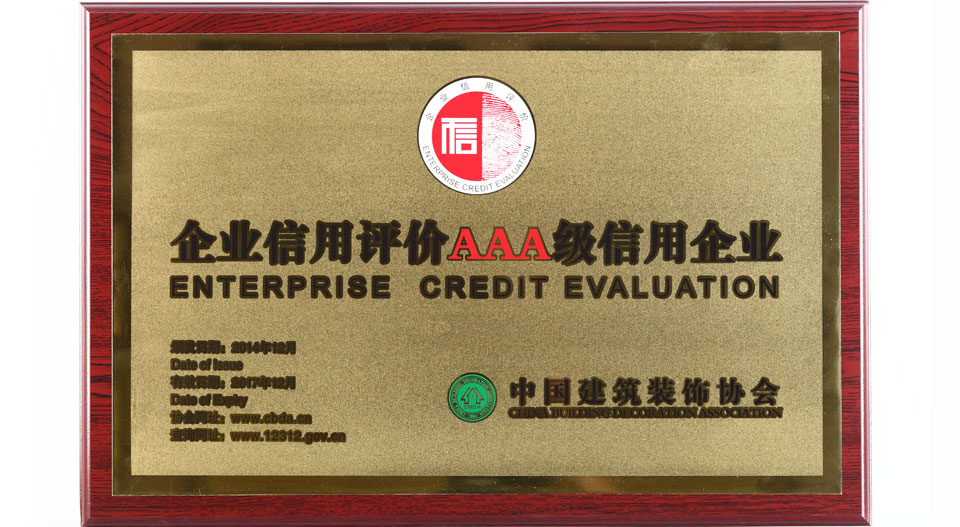 企业信用评价
信
ENTERPRISE CREDIT EVALUATION
企业信用评价AAA级信用企业
ENTERPRISE CREDIT EVALUATION
颁发日期：2014年12月
Date of Issue
有效日期：2017年12月
Date of Expiry
协会网址：www.cbda.cn
查询网址：www.12312.gov.cn
中国建筑装饰协会
CHINA BUILDING DECORATION ASSOCIATION